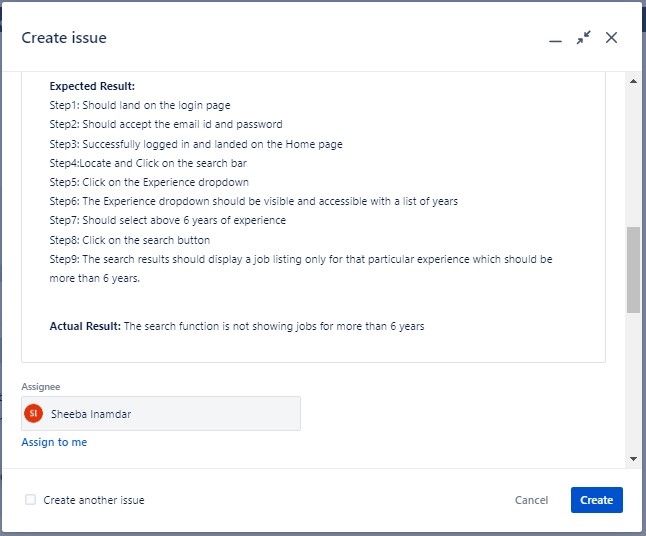 Create issue
Expected Result:
Step1: Should land on the login page
Step2: Should accept the email id and password
Step3: Successfully logged in and landed on the Home page
Step4:Locate and Click on the search bar
Step5: Click on the Experience dropdown
Step6: The Experience dropdown should be visible and accessible with a list of years
Step7: Should select above 6 years of experience
Step8: Click on the search button
Step9: The search results should display a job listing only for that particular experience which should be
more than 6 years.
Actual Result: The search function is not showing jobs for more than 6 years
Assignee
SI Sheeba Inamdar
Assign to me
Create another issue
Cancel
Create